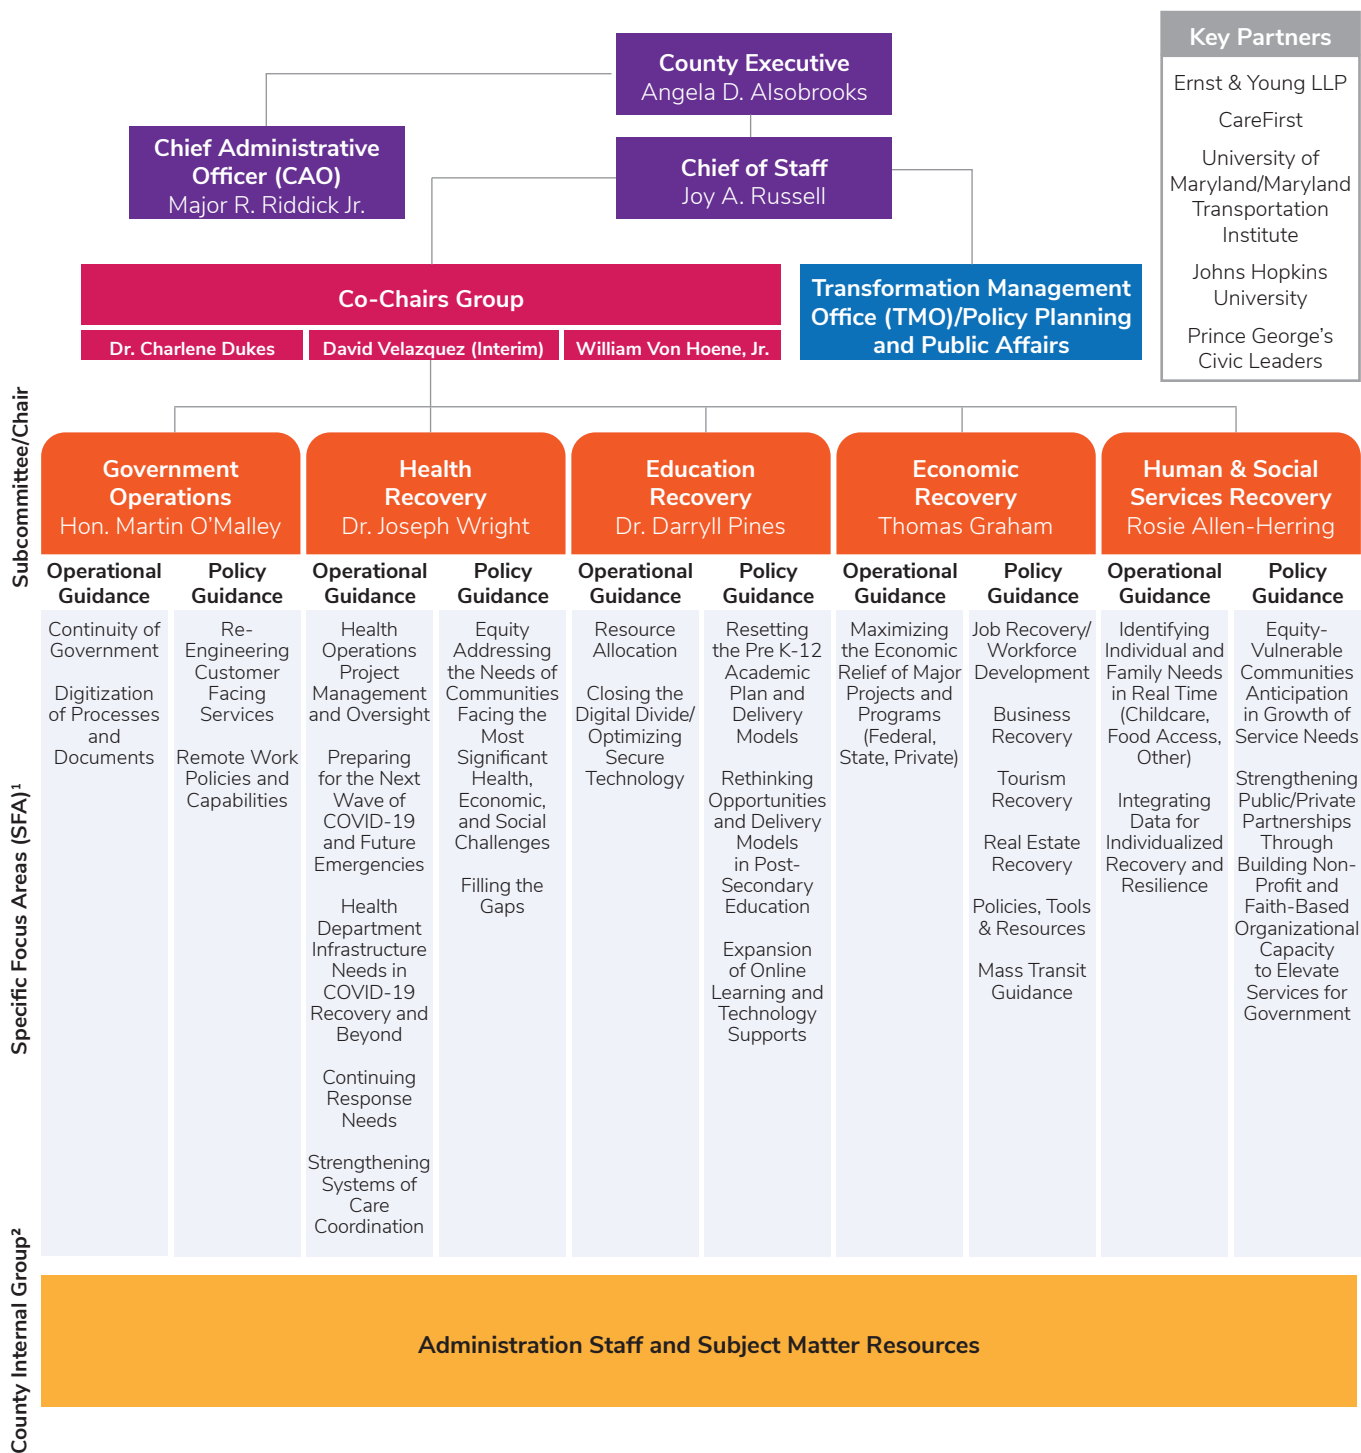 County Executive
Angela D. Alsobrooks
Key Partners
Ernst & Young LLP
CareFirst
University of
Maryland/Maryland
Transportation
Institute
Johns Hopkins
University
Prince George’s
Civic Leaders
Chief Administrative
Officer (CAO)
Major R. Riddick Jr.
Chief of Staff
Joy A. Russell
Co-Chairs Group
Dr. Charlene Dukes
David Velazquez (Interim)
William Von Hoene, Jr.
Transformation Management
Office (TMO)/Policy Planning
and Public Affairs
Subcommittee/Chair
Government
Operations
Hon. Martin O’Malley
Health
Recovery
Dr. Joseph Wright
Education
Recovery
Dr. Darryll Pines
Economic
Recovery
Thomas Graham
Human & Social
Services Recovery
Rosie Allen-Herring
Specific Focus Areas (SFA)¹
Operational
Guidance
Continuity of
Government
Digitization
of Processes
and
Documents
Policy
Guidance
Re-
Engineering
Customer
Facing
Services
Remote Work
Policies and
Capabilities
Operational
Guidance
Health
Operations
Project
Management
and Oversight
Preparing
for the Next
Wave of
COVID-19
and Future
Emergencies
Health
Department
Infrastructure
Needs in
COVID-19
Recovery and
Beyond
Continuing
Response
Needs
Strengthening
Systems of
Care
Coordination
Policy
Guidance
Equity
Addressing
the Needs of
Communities
Facing the
Most
Significant
Health,
Economic,
and Social
Challenges
Filling the
Gaps
Operational
Guidance
Resource
Allocation
Closing the
Digital Divide/
Optimizing
Secure
Technology
Policy
Guidance
Resetting
the Pre K-12
Academic
Plan and
Delivery
Models
Rethinking
Opportunities
and Delivery
Models
in Post-
Secondary
Education
Expansion
of Online
Learning and
Technology
Supports
Operational
Guidance
Maximizing
the Economic
Relief of Major
Projects and
Programs
(Federal,
State, Private)
Policy
Guidance
Job Recovery/
Workforce
Development
Business
Recovery
Tourism
Recovery
Real Estate
Recovery
Policies, Tools
& Resources
Mass Transit
Guidance
Operational
Guidance
Identifying
Individual and
Family Needs
in Real Time
(Childcare,
Food Access,
Other)
Integrating
Data for
Individualized
Recovery and
Resilience
Policy
Guidance
Equity-
Vulnerable
Communities
Anticipation
in Growth of
Service Needs
Strengthening
Public/Private
Partnerships
Through
Building Non-
Profit and
Faith-Based
Organizational
Capacity
to Elevate
Services for
Government
County Internal Group²
Administration Staff and Subject Matter Resources